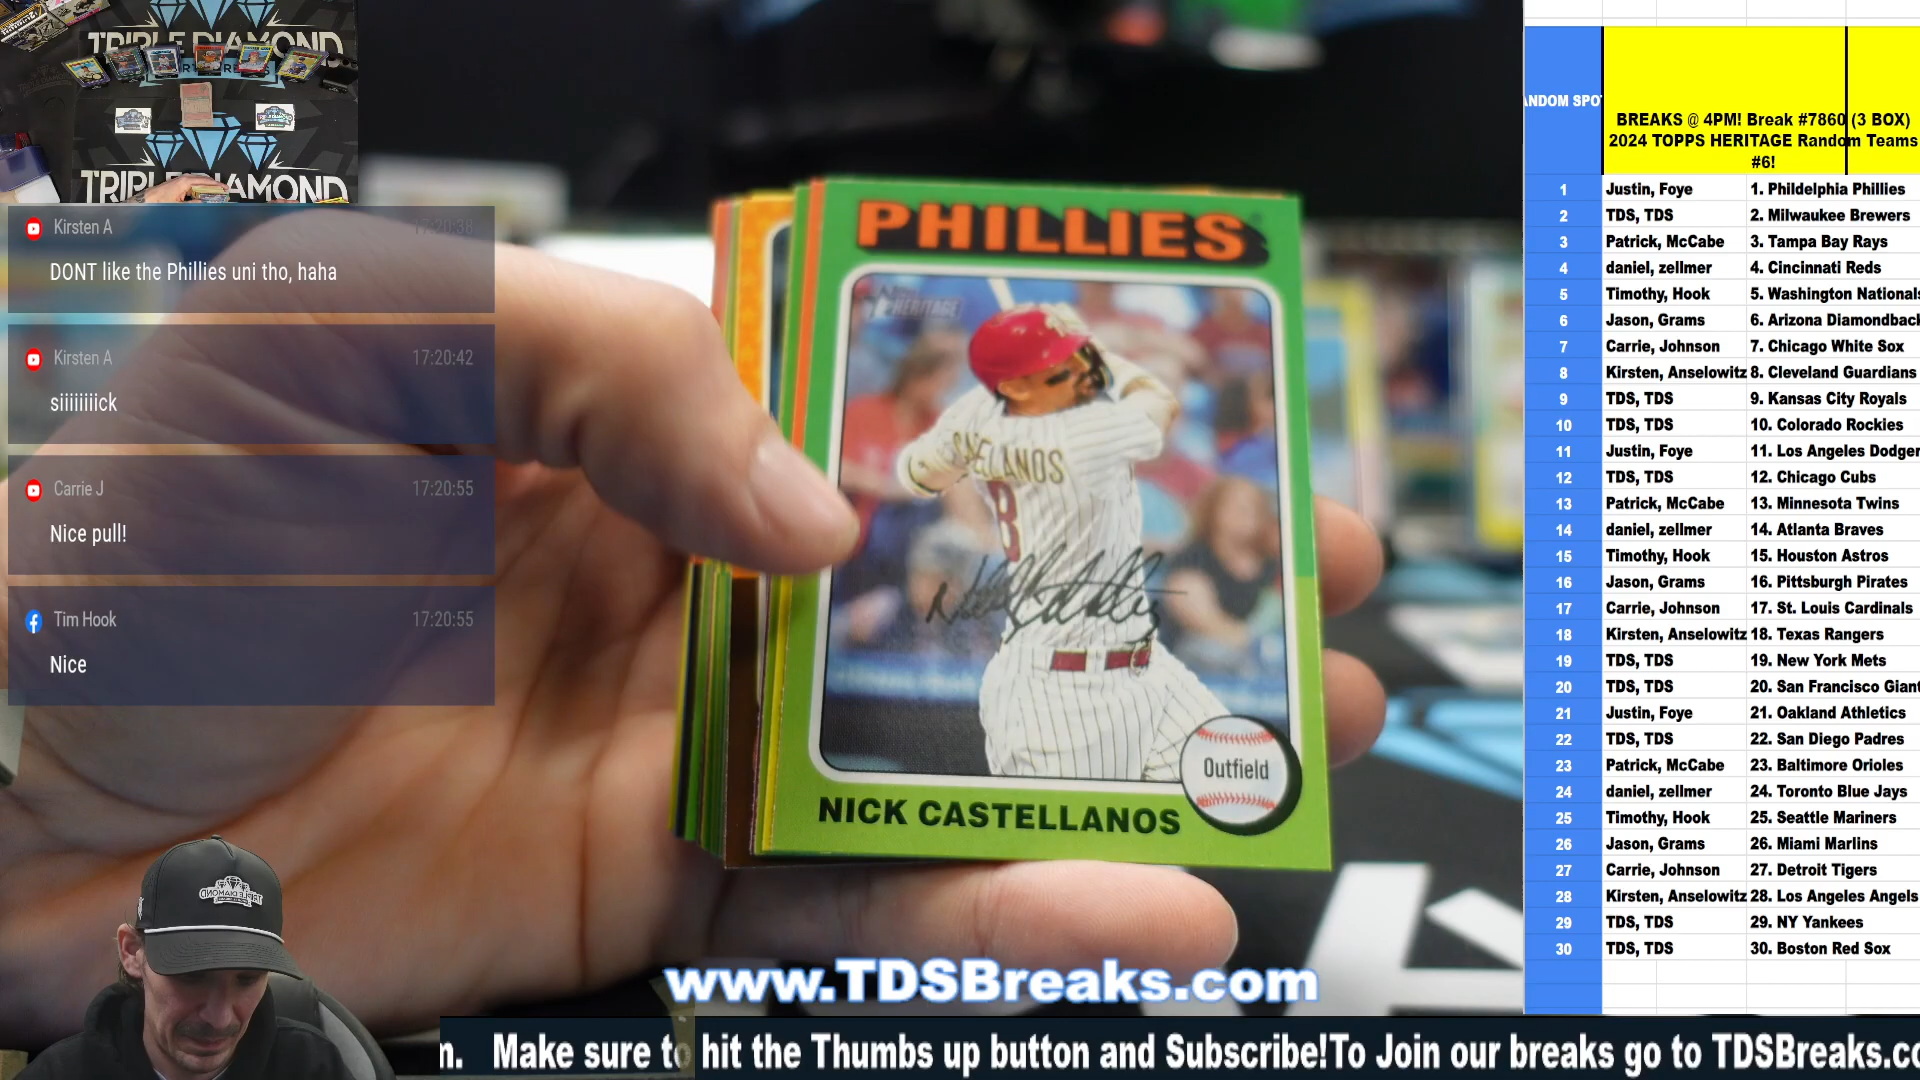 TRIPLE DIAMOND
TRIPLE DIAMOND
Kirsten A 17:20:38
DONT like the Phillies uni tho, haha
Kirsten A 17:20:42
siiiiiiiick
Carrie J 17:20:55
Nice pull!
Tim Hook 17:20:55
Nice
PHILLIES
HERITAGE
CASTELLANOS
8
Outfield
NICK CASTELLANOS
TRIPLE DIAMOND
www.TDSBreaks.com
Make sure to hit the Thumbs up button and Subscribe!To Join our breaks go to TDSBreaks.co
ANDOM SPO
BREAKS @ 4PM! Break #7860 (3 BOX)
2024 TOPPS HERITAGE Random Teams
#6!
1 Justin, Foye 1. Phildelphia Phillies
2 TDS, TDS 2. Milwaukee Brewers
3 Patrick, McCabe 3. Tampa Bay Rays
4 daniel, zellmer 4. Cincinnati Reds
5 Timothy, Hook 5. Washington Nationals
6 Jason, Grams 6. Arizona Diamondback
7 Carrie, Johnson 7. Chicago White Sox
8 Kirsten, Anselowitz 8. Cleveland Guardians
9 TDS, TDS 9. Kansas City Royals
10 TDS, TDS 10. Colorado Rockies
11 Justin, Foye 11. Los Angeles Dodger
12 TDS, TDS 12. Chicago Cubs
13 Patrick, McCabe 13. Minnesota Twins
14 daniel, zellmer 14. Atlanta Braves
15 Timothy, Hook 15. Houston Astros
16 Jason, Grams 16. Pittsburgh Pirates
17 Carrie, Johnson 17. St. Louis Cardinals
18 Kirsten, Anselowitz 18. Texas Rangers
19 TDS, TDS 19. New York Mets
20 TDS, TDS 20. San Francisco Giant
21 Justin, Foye 21. Oakland Athletics
22 TDS, TDS 22. San Diego Padres
23 Patrick, McCabe 23. Baltimore Orioles
24 daniel, zellmer 24. Toronto Blue Jays
25 Timothy, Hook 25. Seattle Mariners
26 Jason, Grams 26. Miami Marlins
27 Carrie, Johnson 27. Detroit Tigers
28 Kirsten, Anselowitz 28. Los Angeles Angels
29 TDS, TDS 29. NY Yankees
30 TDS, TDS 30. Boston Red Sox